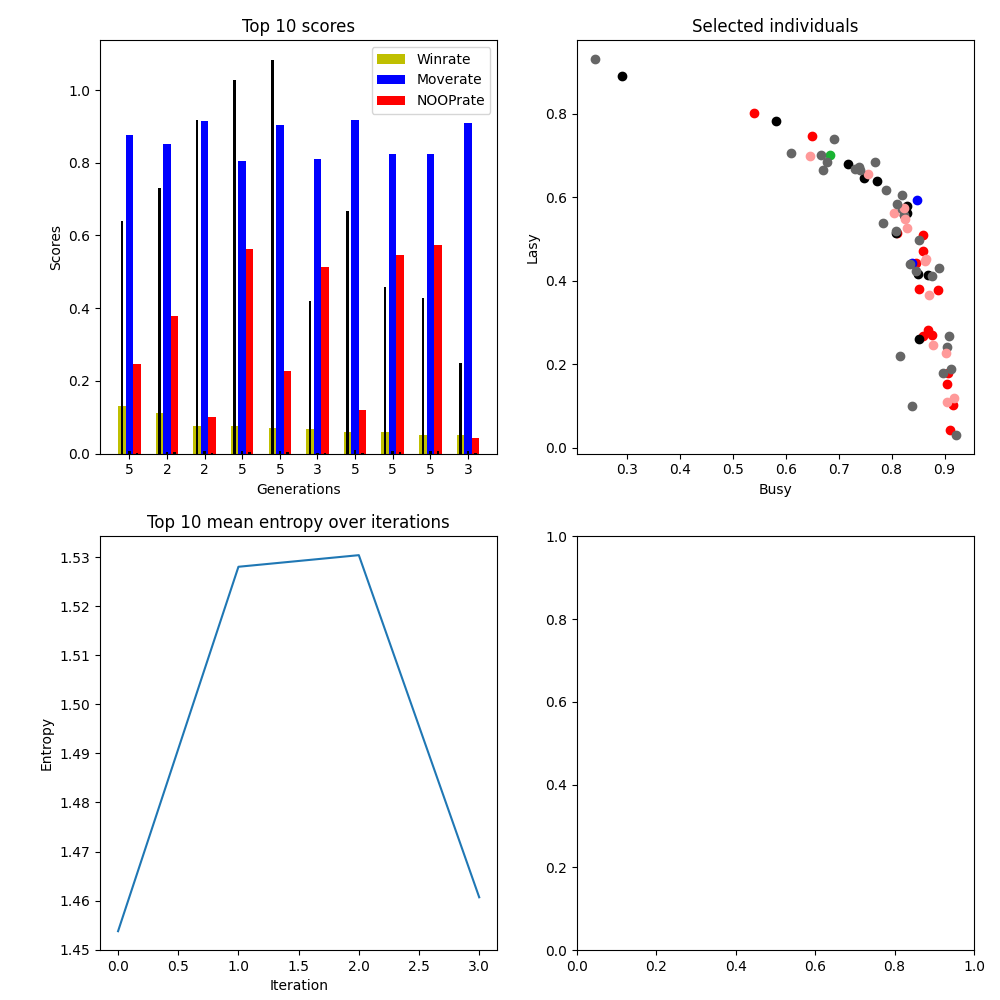 Top 10 scores
Winrate
Moverate
NOOPrate
Scores
1.0
0.8
0.6
0.4
0.2
0.0
5 2 2 5 5 3 5 5 5 3
Generations
Selected individuals
Lasy
0.8
0.6
0.4
0.2
0.0
0.3 0.4 0.5 0.6 0.7 0.8 0.9
Busy
Top 10 mean entropy over iterations
Entropy
1.53
1.52
1.51
1.50
1.49
1.48
1.47
1.46
1.45
0.0 0.5 1.0 1.5 2.0 2.5 3.0
Iteration
1.0
0.8
0.6
0.4
0.2
0.0
0.0 0.2 0.4 0.6 0.8 1.0